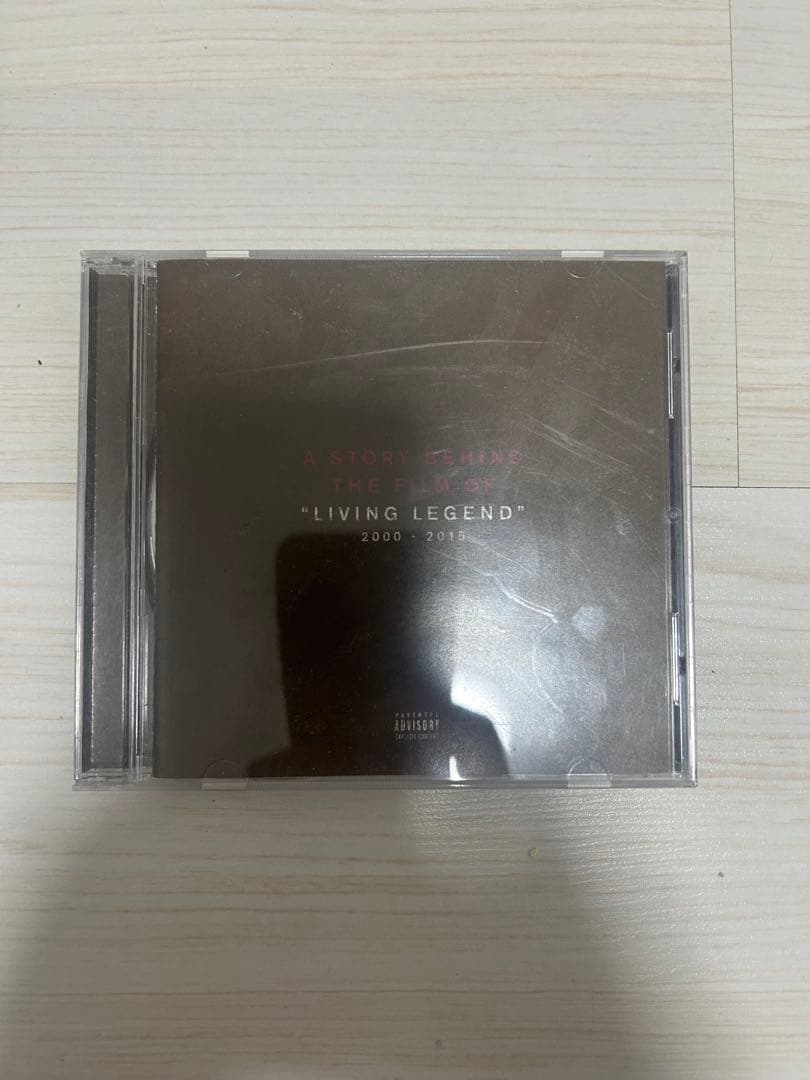 A STORY BEHIND
THE FILM OF
“LIVING LEGEND”
2000 - 2015
PARENTAL
ADVISORY
EXPLICIT CONTENT